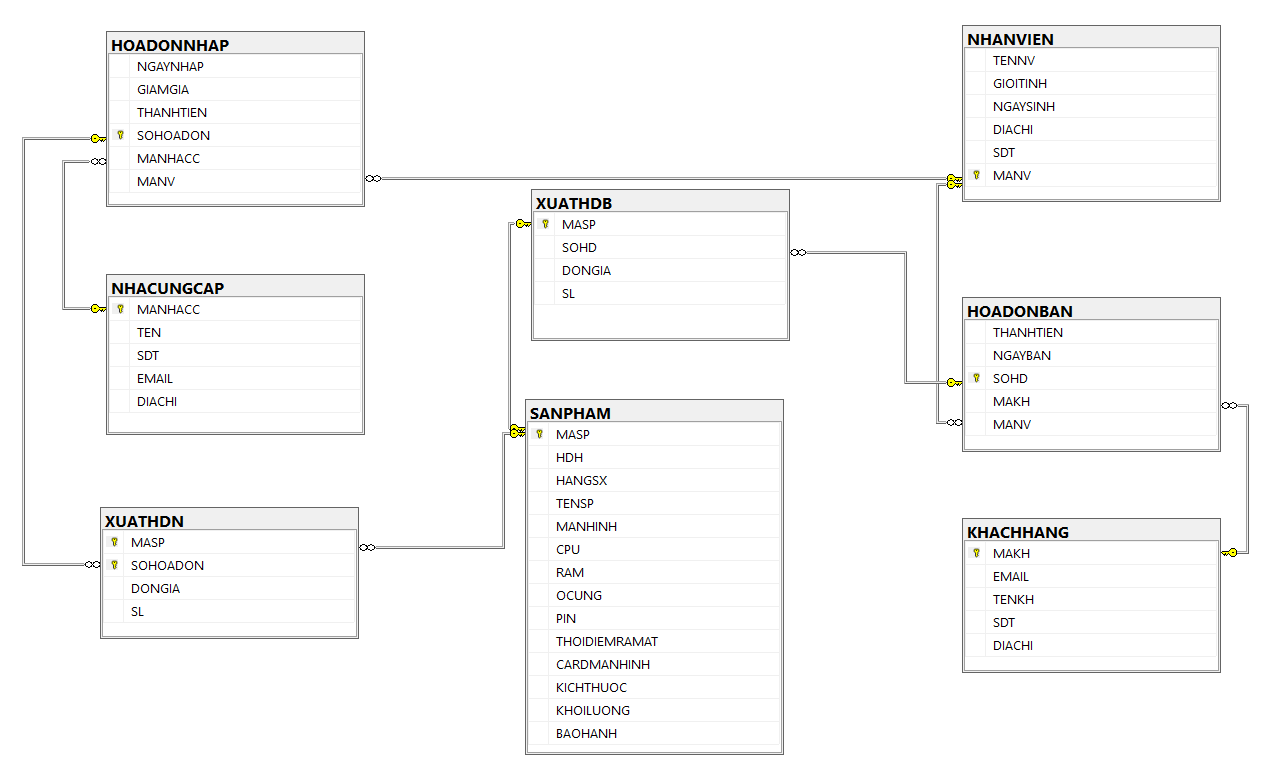 HOADONNHAP
NGAYNHAP
GIAMGIA
THANHTIEN
SOHOADON
MANHACC
MANV
NHACUNGCAP
MANHACC
TEN
SDT
EMAIL
DIACHI
XUATHDN
MASP
SOHOADON
DONGIA
SL
XUATHDB
MASP
SOHD
DONGIA
SL
SANPHAM
MASP
HDH
HANGSX
TENSP
MANHINH
CPU
RAM
OCUNG
PIN
THOIDIEMRAMAT
CARDMANHINH
KICHTHUOC
KHOILUONG
BAOHANH
NHANVIEN
TENNV
GIOITINH
NGAYSINH
DIACHI
SDT
MANV
HOADONBAN
THANHTIEN
NGAYBAN
SOHD
MAKH
MANV
KHACHHANG
MAKH
EMAIL
TENKH
SDT
DIACHI